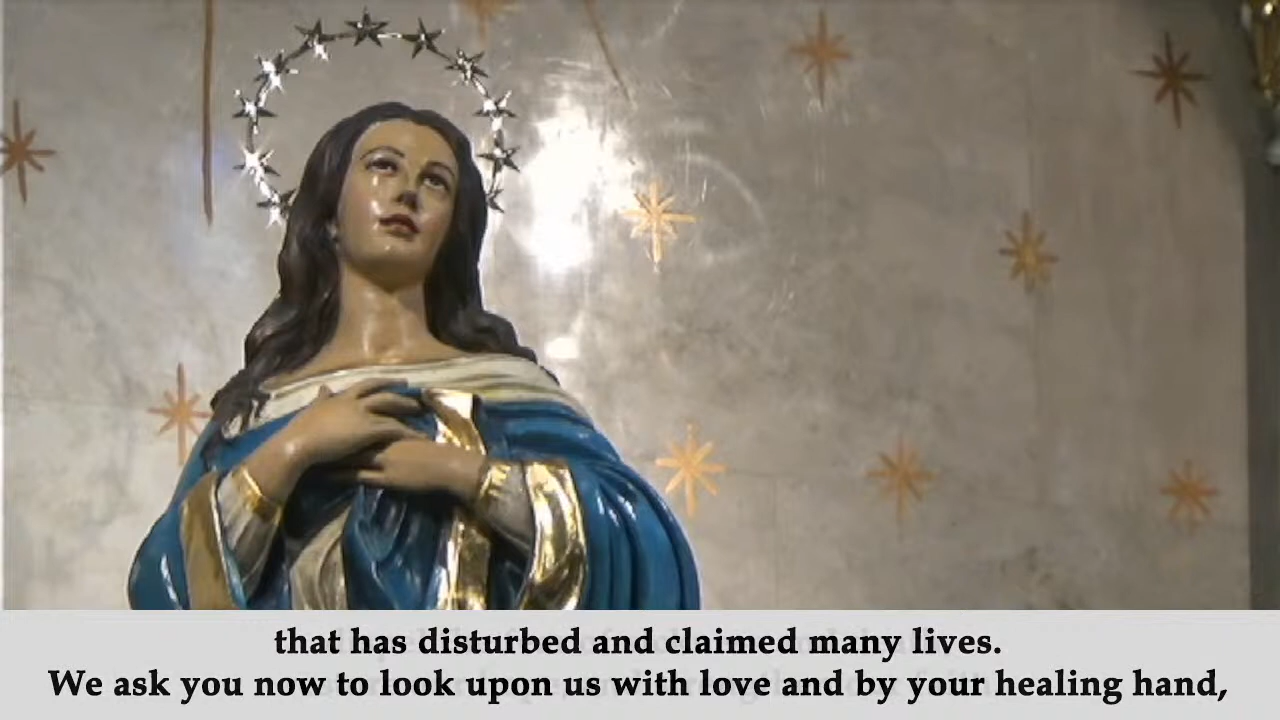 that has disturbed and claimed many lives.
We ask you now to look upon us with love and by your healing hand,